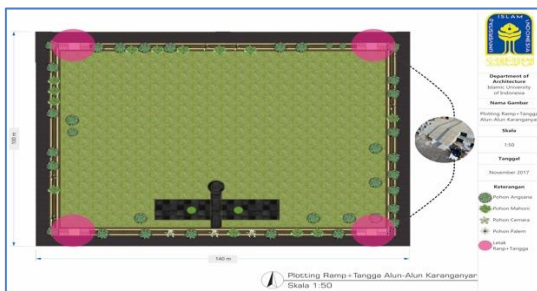 ISLAM
INDONESIA
Department of
Architecture
Islamic University
of Indonesia
Nama Gambar
Plotting Ramp+Tangga
Alun-Alun Karanganyar
Skala
1:50
Tanggal
November 2017
Keterangan
Pohon Angsana
Pohon Mahoni
Pohon Cemara
Pohon Palem
Letak
Ramp+Tangga
140 m
Plotting Ramp+Tangga Alun-Alun Karanganyar
Skala 1:50